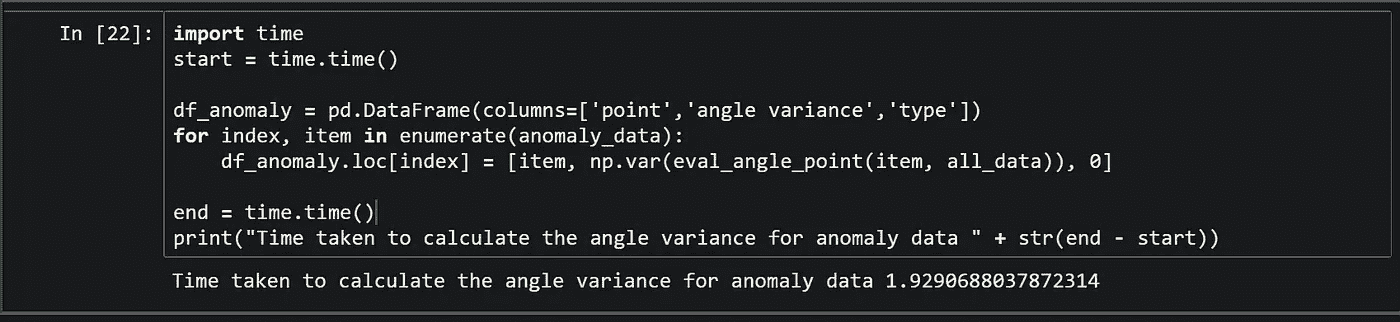 In [22]: import time
start = time.time()
df_anomaly = pd.DataFrame(columns=['point','angle variance','type'])
for index, item in enumerate(anomaly_data):
    df_anomaly.loc[index] = [item, np.var(eval_angle_point(item, all_data)), 0]
end = time.time()
print("Time taken to calculate the angle variance for anomaly data " + str(end - start))
Time taken to calculate the angle variance for anomaly data 1.9290688037872314